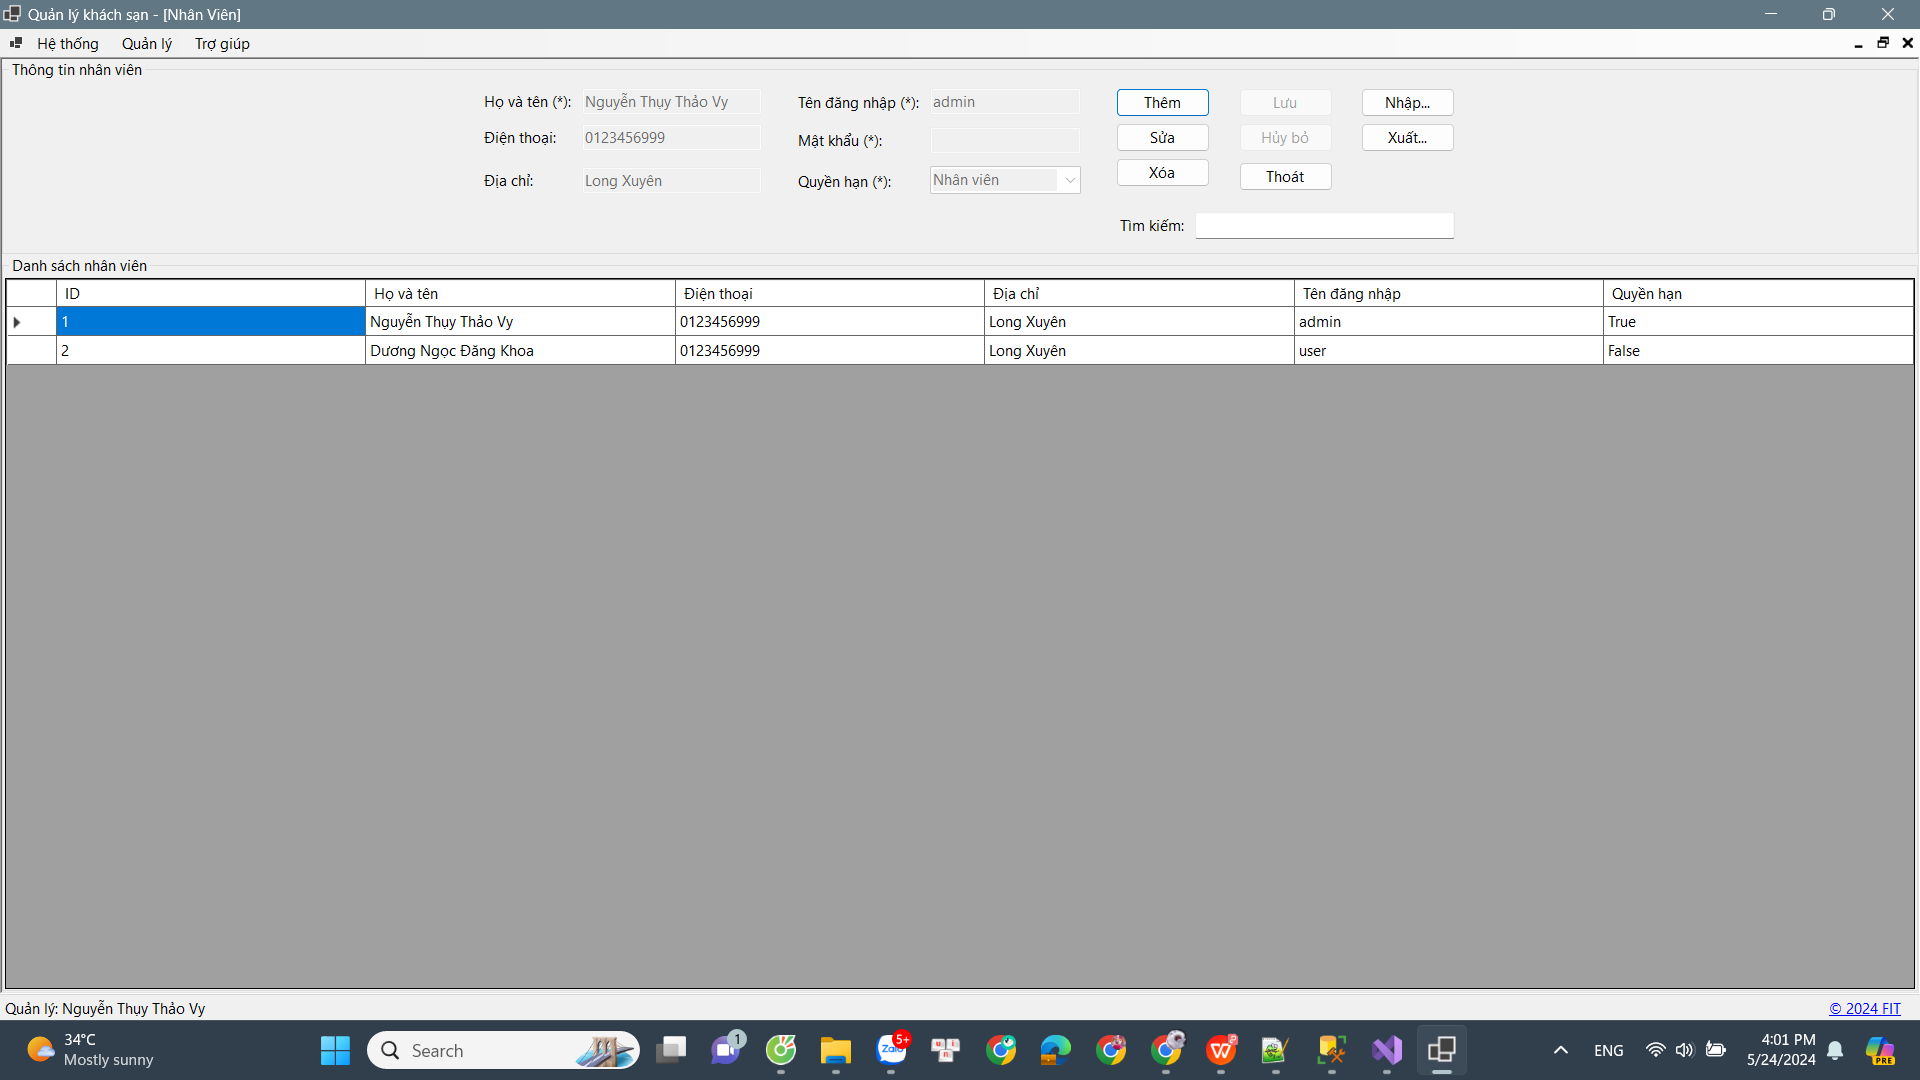 Quản lý khách sạn - [Nhân Viên]
Hệ thống Quản lý Trợ giúp
Thông tin nhân viên
Họ và tên (*): Nguyễn Thụy Thảo Vy Tên đăng nhập (*): admin Thêm Lưu Nhập...
Điện thoại: 0123456999 Mật khẩu (*): Sửa Hủy bỏ Xuất...
Địa chỉ: Long Xuyên Quyền hạn (*): Nhân viên Xóa Thoát
Tìm kiếm:
Danh sách nhân viên
ID Họ và tên Điện thoại Địa chỉ Tên đăng nhập Quyền hạn
1 Nguyễn Thụy Thảo Vy 0123456999 Long Xuyên admin True
2 Dương Ngọc Đăng Khoa 0123456999 Long Xuyên user False
Quản lý: Nguyễn Thụy Thảo Vy © 2024 FIT
34°C
Mostly sunny
Search
1
Zalo 5+
u n i
W
PRE
ENG
4:01 PM
5/24/2024